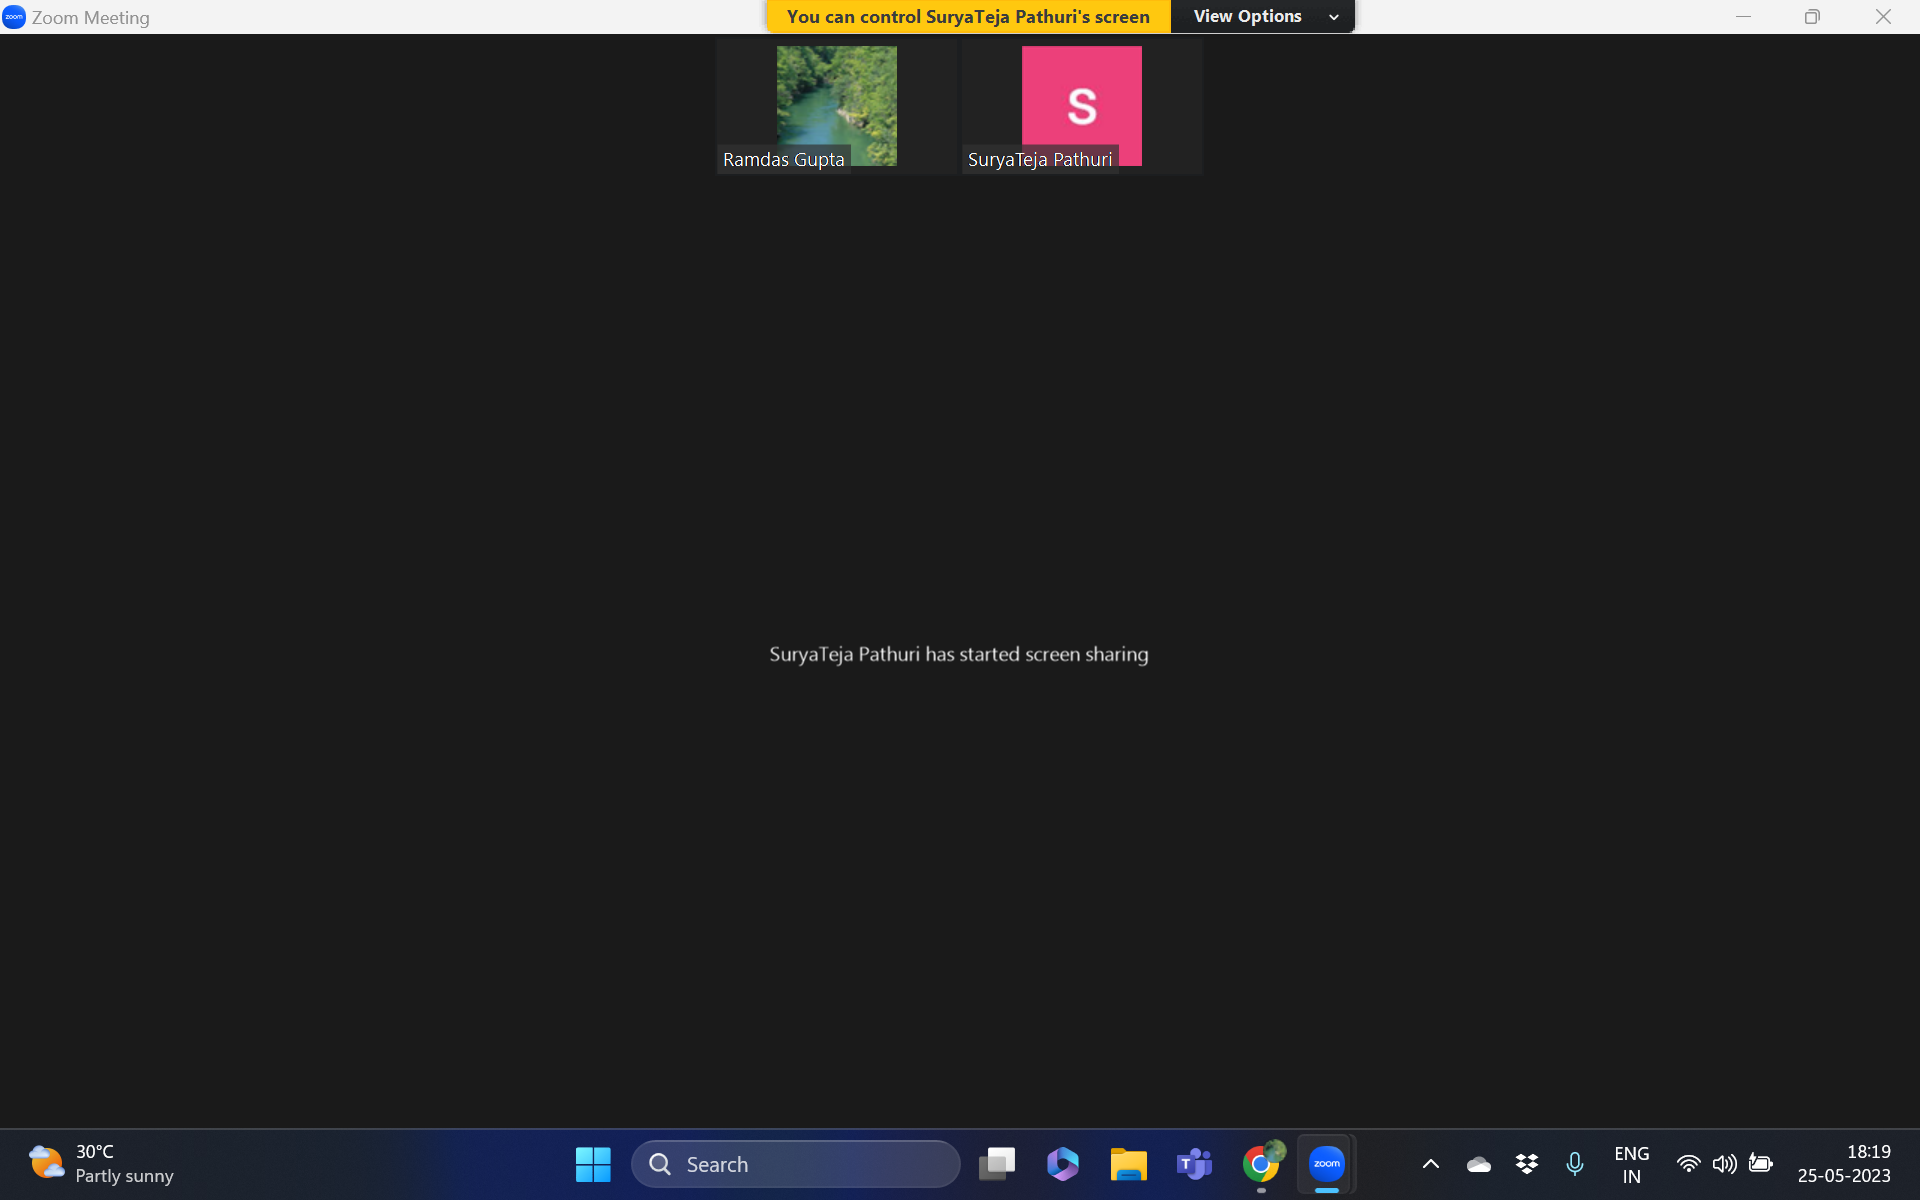 zoom
Zoom Meeting
You can control SuryaTeja Pathuri's screen
View Options
S
Ramdas Gupta
SuryaTeja Pathuri
SuryaTeja Pathuri has started screen sharing
30°C
Partly sunny
Search
T
zoom
ENG
IN
18:19
25-05-2023